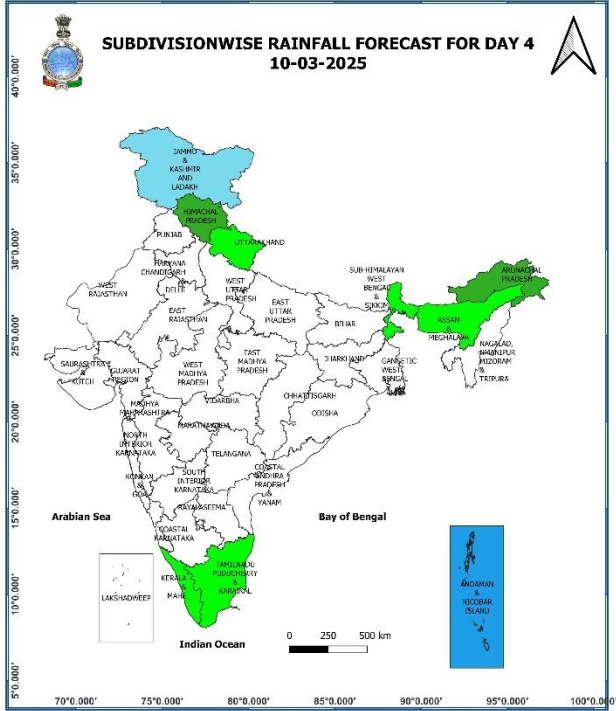 SUBDIVISIONWISE RAINFALL FORECAST FOR DAY 4
10-03-2025
40°0.000'
35°0.000'
30°0.000'
25°0.000'
20°0.000'
15°0.000'
10°0.000'
5°0.000'
JAMMU
&
KASHMIR
AND
LADAKH
HIMACHAL
PRADESH
PUNJAB
UTTARAKHAND
HARYANA
CHANDIGARH
&
DELHI
WEST
RAJASTHAN
WEST
UTTAR
PRADESH
EAST
RAJASTHAN
EAST
UTTAR
PRADESH
SUB-HIMALAYAN
WEST
BENGAL
&
SIKKIM
ARUNACHAL
PRADESH
ASSAM
&
MEGHALAYA
BIHAR
NAGALAD,
MANIPUR
MIZORAM
&
TRIPURA
SAURASHTRA
&
KUTCH
GUJARAT
REGION
WEST
MADHYA
PRADESH
EAST
MADHYA
PRADESH
JHARKHAND
GANGETIC
WEST
BENGAL
CHHATTISGARH
ODISHA
MADHYA
MAHARASHTRA
VIDARBHA
MARATHAWADA
TELANGANA
NORTH
INTERIOR
KARNATAKA
KONKAN
&
GOA
SOUTH
INTERIOR
KARNATAKA
COASTAL
ANDHRA
PRADESH
&
YANAM
RAYALASEEMA
Arabian Sea
Bay of Bengal
COASTAL
KARNATAKA
TAMILNADU
PUDUCHERRY
&
KARAIKAL
KERALA
&
MAHE
LAKSHADWEEP
ANDAMAN
&
NICOBAR
ISLAND
Indian Ocean
0 250 500 km
70°0.000' 75°0.000' 80°0.000' 85°0.000' 90°0.000' 95°0.000' 100°0.000'